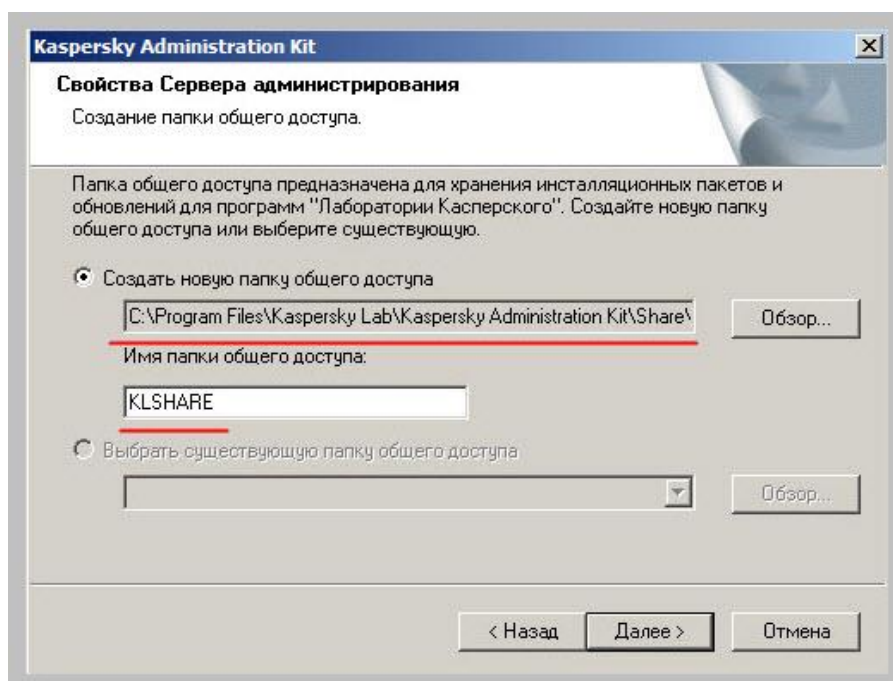 Kaspersky Administration Kit
Свойства Сервера администрирования
Создание папки общего доступа.
Папка общего доступа предназначена для хранения инсталляционных пакетов и
обновлений для программ "Лаборатории Касперского". Создайте новую папку
общего доступа или выберите существующую.
Создать новую папку общего доступа
C:\Program Files\Kaspersky Lab\Kaspersky Administration Kit\Share\
Обзор...
Имя папки общего доступа:
KLSHARE
Выбрать существующую папку общего доступа
Обзор...
< Назад
Далее >
Отмена